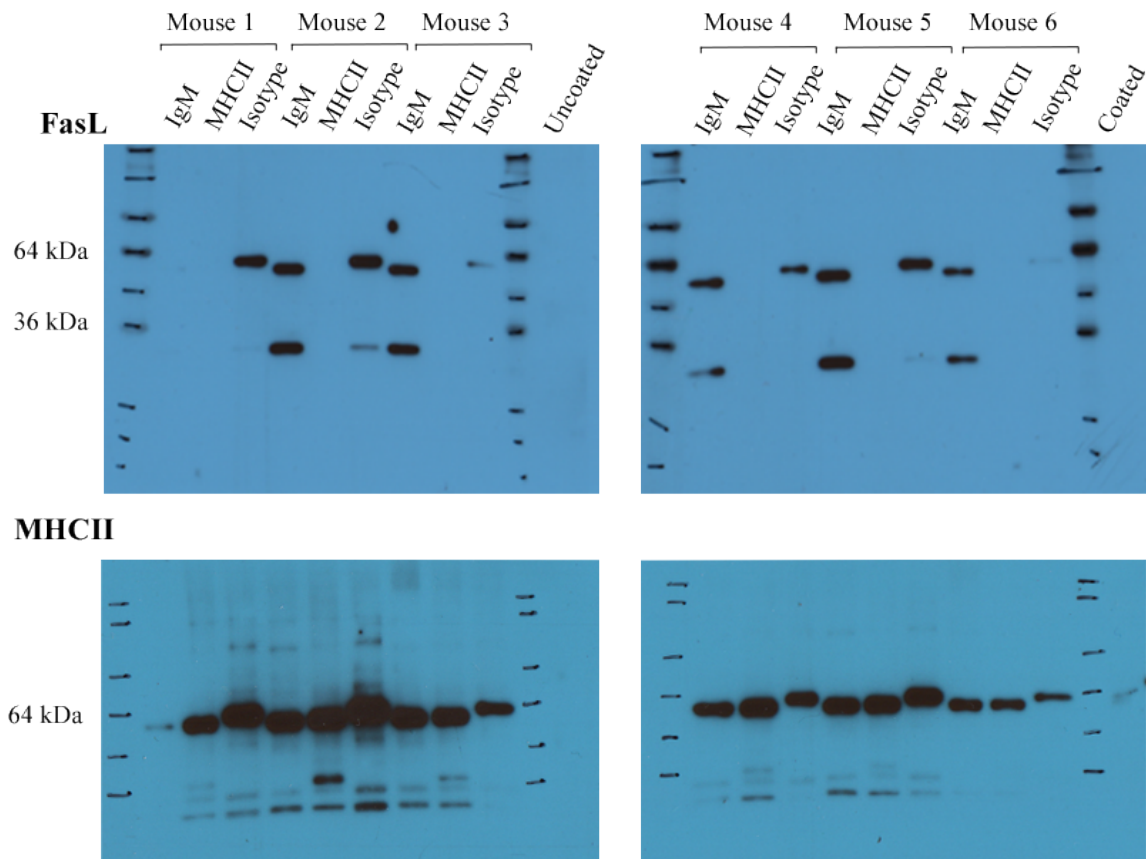 Mouse 1 Mouse 2 Mouse 3 Mouse 4 Mouse 5 Mouse 6
IgM MHCII Isotype IgM MHCII Isotype IgM MHCII Isotype Uncoated IgM MHCII Isotype IgM MHCII Isotype IgM MHCII Isotype Coated
FasL
64 kDa
36 kDa
MHCII
64 kDa